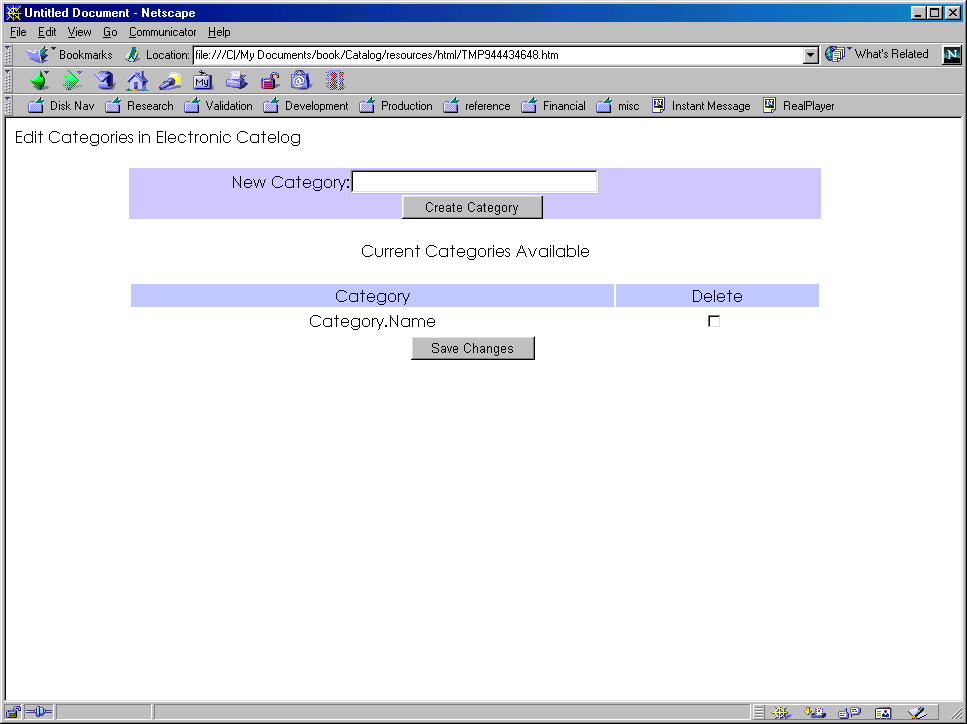 Untitled Document - Netscape
File Edit View Go Communicator Help
Bookmarks Location: file:///C|/My Documents/book/Catalog/resources/html/TMP944434648.htm What's Related N
My
Disk Nav Research Validation Development Production reference Financial misc Instant Message RealPlayer
Edit Categories in Electronic Catelog
New Category:
Create Category
Current Categories Available
Category Delete
Category.Name
Save Changes